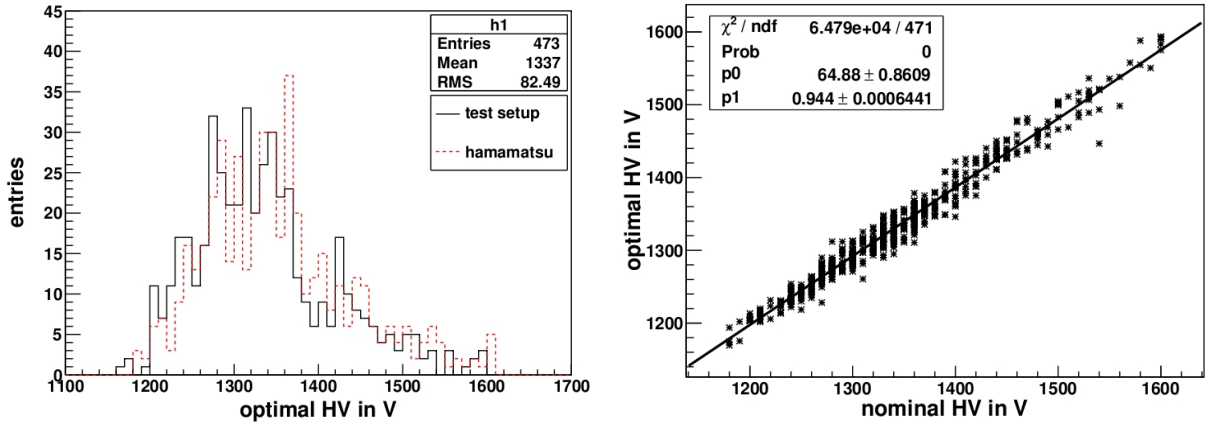 h1
Entries 473
Mean 1337
RMS 82.49
test setup
hamamatsu
45
40
35
30
25
20
15
10
5
0
entries
1100 1200 1300 1400 1500 1600 1700
optimal HV in V
χ² / ndf 6.479e+04 / 471
Prob 0
p0 64.88 ± 0.8609
p1 0.944 ± 0.0006441
1600
1500
1400
1300
1200
optimal HV in V
1200 1300 1400 1500 1600
nominal HV in V